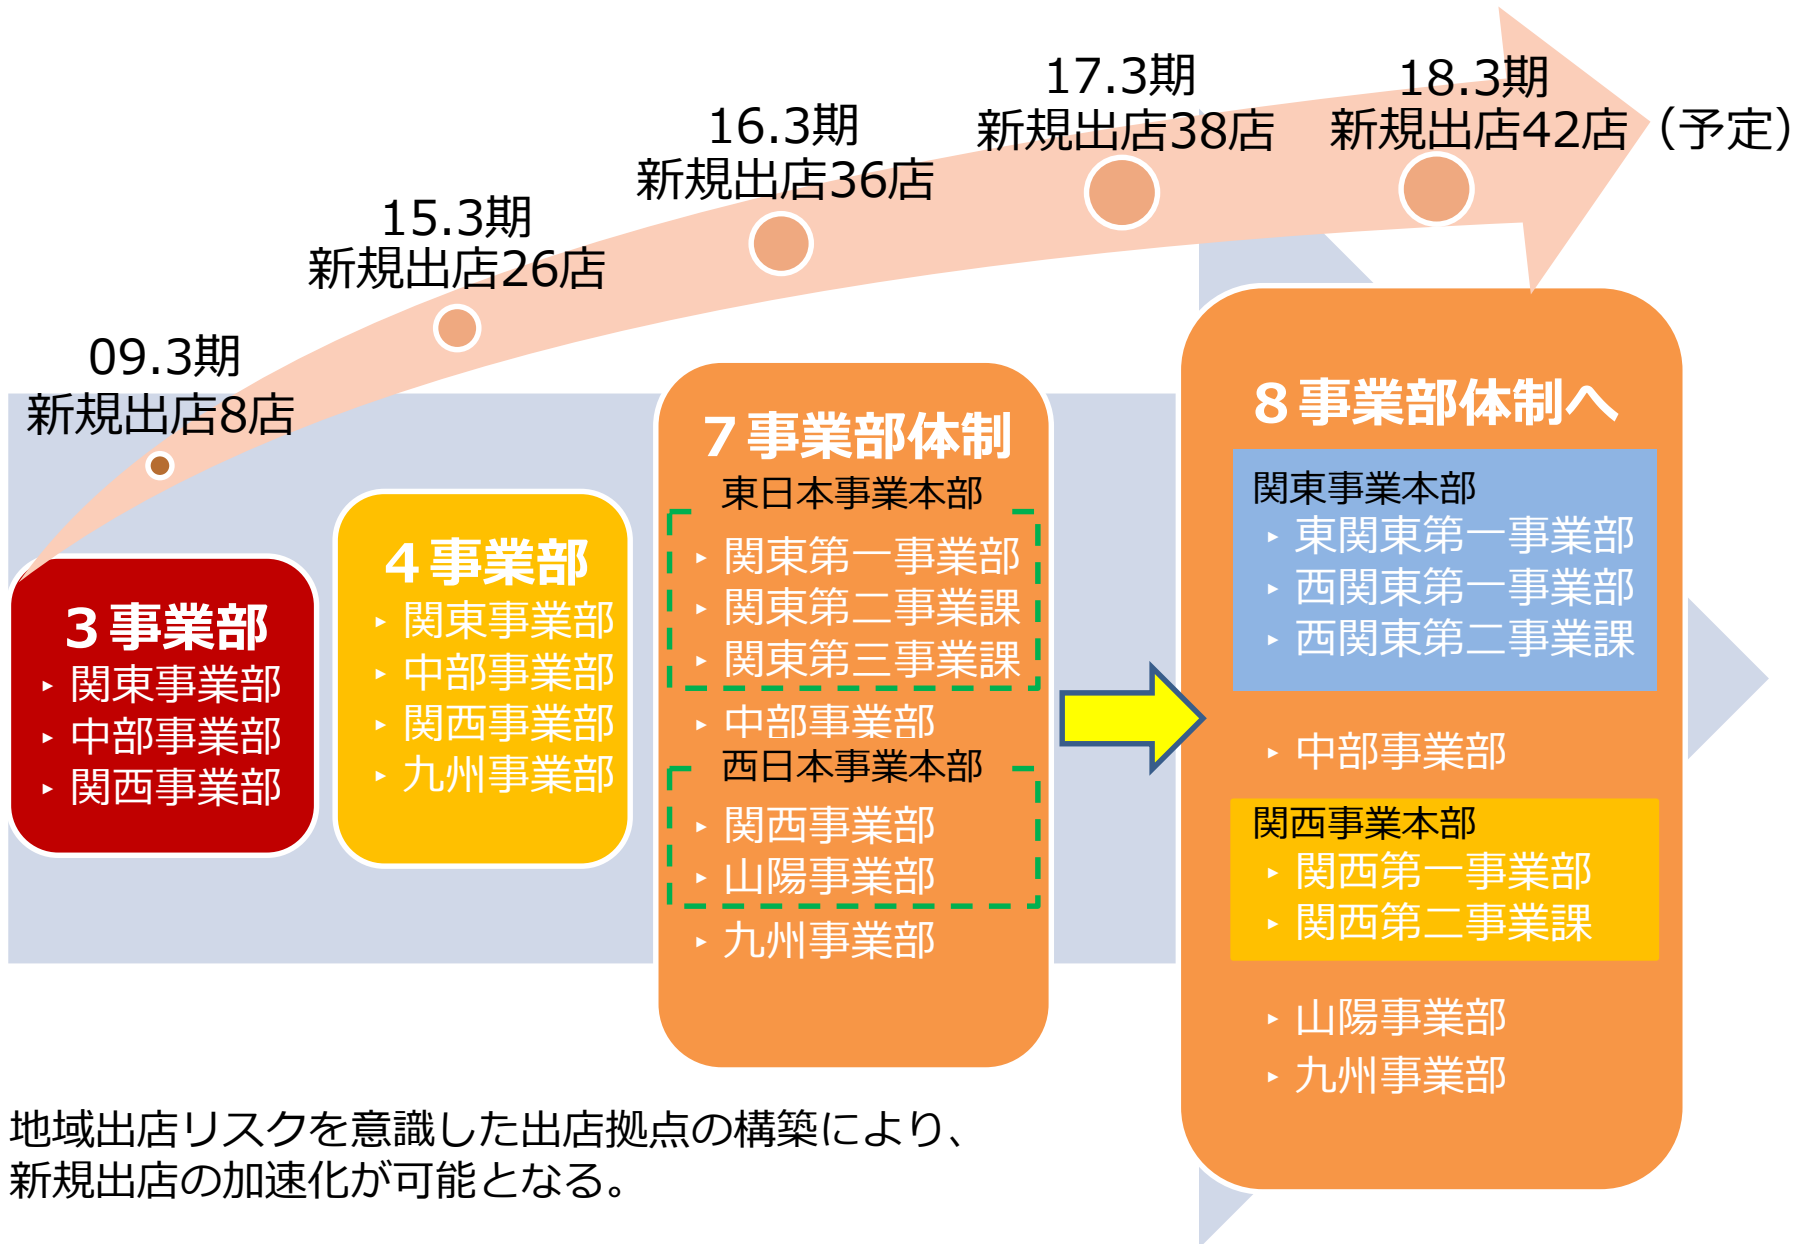 09.3期
新規出店8店
15.3期
新規出店26店
16.3期
新規出店36店
17.3期
新規出店38店
18.3期
新規出店42店（予定）
３事業部
▸ 関東事業部
▸ 中部事業部
▸ 関西事業部
４事業部
▸ 関東事業部
▸ 中部事業部
▸ 関西事業部
▸ 九州事業部
７事業部体制
東日本事業本部
▸ 関東第一事業部
▸ 関東第二事業課
▸ 関東第三事業課
▸ 中部事業部
西日本事業本部
▸ 関西事業部
▸ 山陽事業部
▸ 九州事業部
８事業部体制へ
関東事業本部
▸ 東関東第一事業部
▸ 西関東第一事業部
▸ 西関東第二事業課
▸ 中部事業部
関西事業本部
▸ 関西第一事業部
▸ 関西第二事業課
▸ 山陽事業部
▸ 九州事業部
地域出店リスクを意識した出店拠点の構築により、
新規出店の加速化が可能となる。